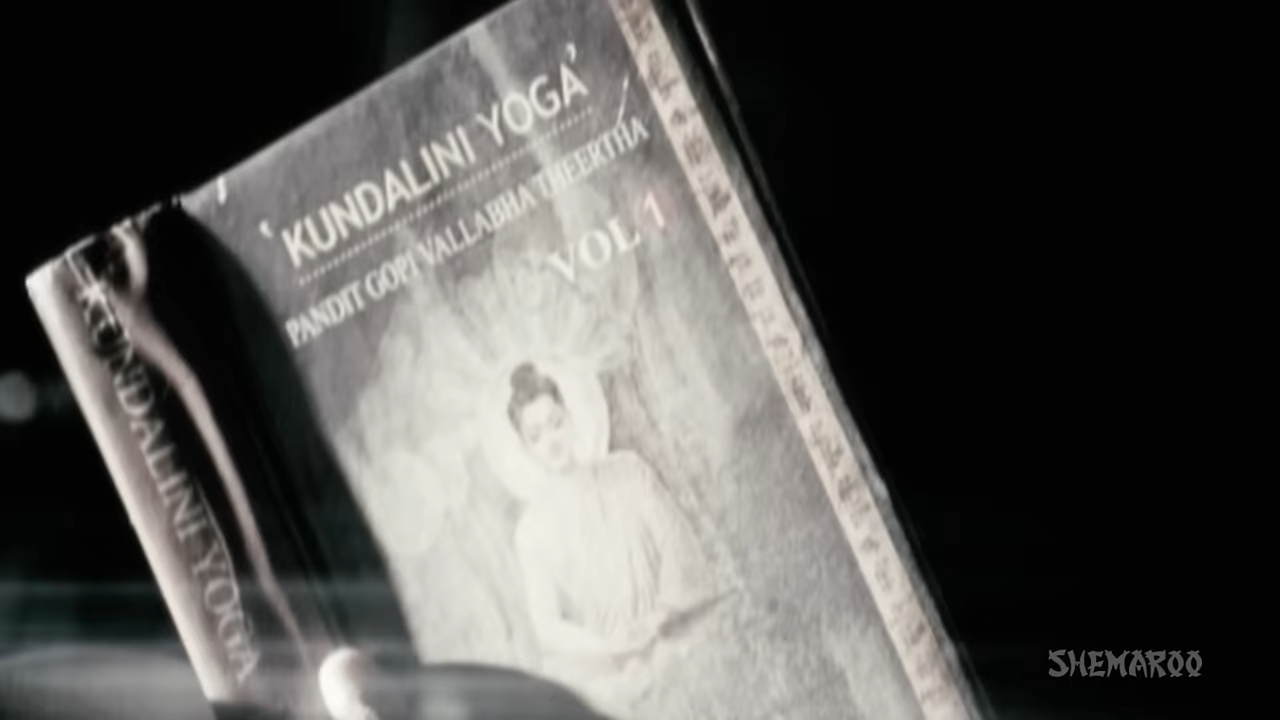 ‘KUNDALINI YOGA’
PANDIT GOPI VALLABHA THEERTHA
VOL 1
KUNDALINI YOGA
SHEMAROO